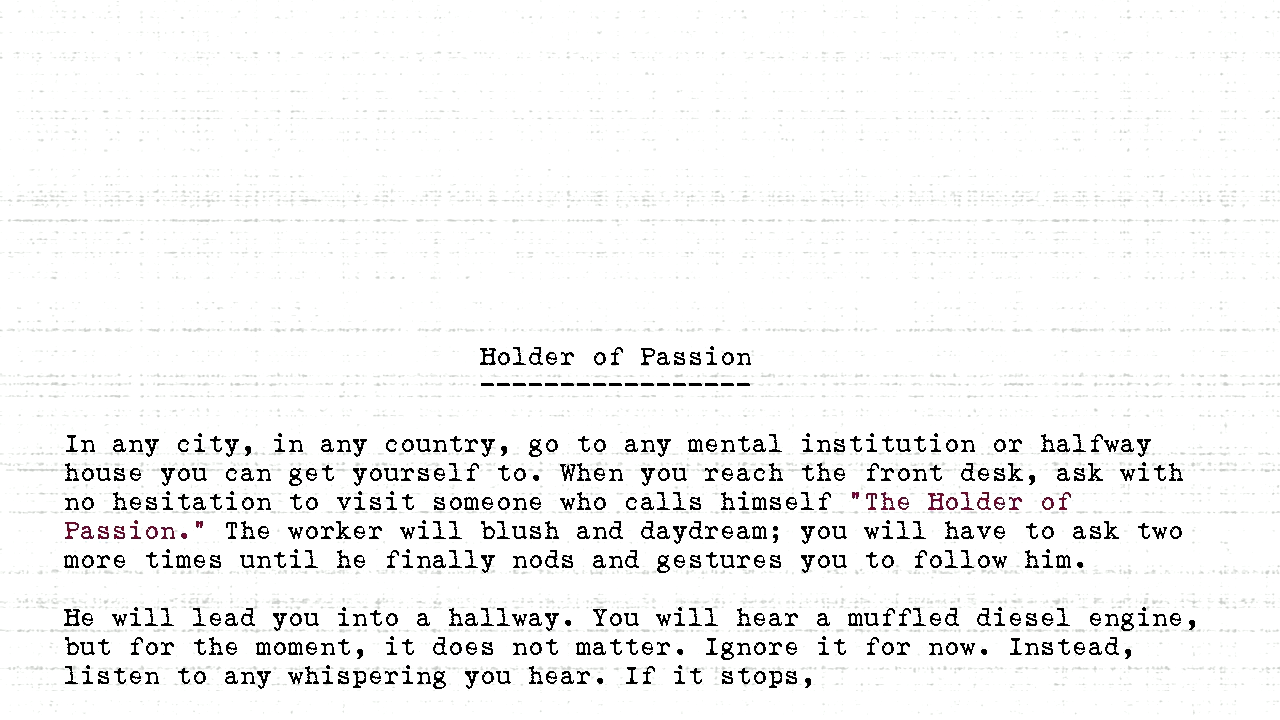 Holder of Passion
-----------------
In any city, in any country, go to any mental institution or halfway
house you can get yourself to. When you reach the front desk, ask with
no hesitation to visit someone who calls himself "The Holder of
Passion." The worker will blush and daydream; you will have to ask two
more times until he finally nods and gestures you to follow him.
He will lead you into a hallway. You will hear a muffled diesel engine,
but for the moment, it does not matter. Ignore it for now. Instead,
listen to any whispering you hear. If it stops,